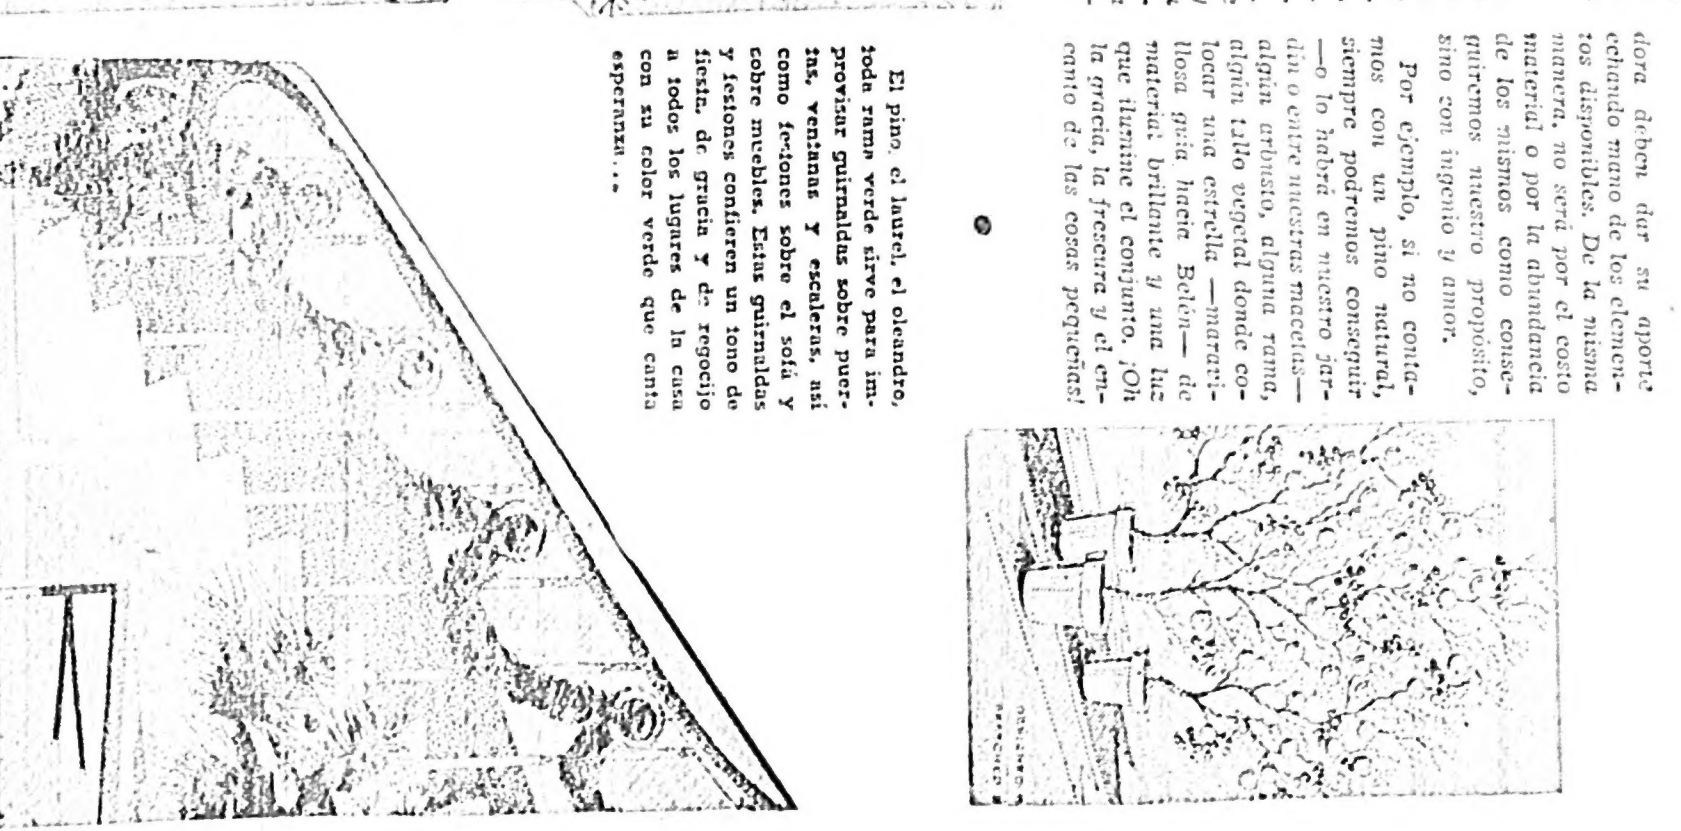 dora deben dar su aporte
echando mano de los elemen-
tos disponibles. De la misma
manera, no será por el costo
material o por la abundancia
de los mismos como conse-
guiremos nuestro propósito,
sino con ingenio y amor.
Por ejemplo, si no conta-
mos con un pino natural,
siempre podremos conseguir
—o lo habrá en nuestro jar-
dín o entre nuestras macetas—
algún arbusto, alguna rama,
algún tallo vegetal donde co-
locar una estrella —maravi-
llosa guía hacia Belén— de
material brillante y una luz
que ilumine el conjunto. ¡Oh
la gracia, la frescura y el en-
canto de las cosas pequeñas!
El pino, el laurel, el oleandro,
toda rama verde sirve para im-
provisar guirnaldas sobre puer-
tas, ventanas y escaleras, así
como festones sobre el sofá y
sobre muebles. Estas guirnaldas
y festones confieren un tono de
fiesta, de gracia y de regocijo
a todos los lugares de la casa
con su color verde que canta
esperanza...